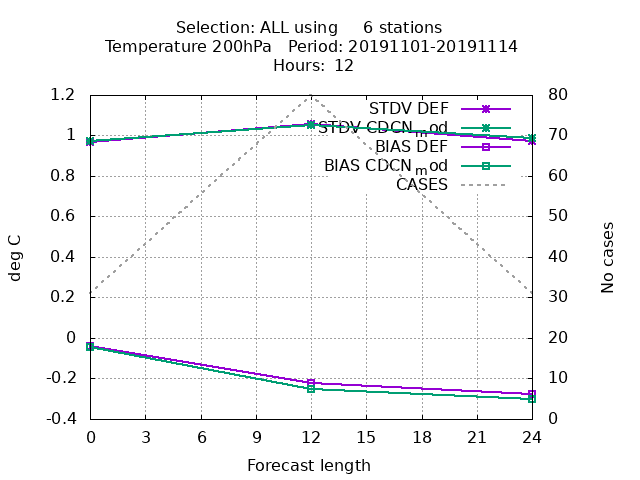 Selection: ALL using 6 stations
Temperature 200hPa Period: 20191101-20191114
Hours: 12
STDV DEF
STDV CDCN_mod
BIAS DEF
BIAS CDCN_mod
CASES
deg C
1.2
1
0.8
0.6
0.4
0.2
0
-0.2
-0.4
80
70
60
50
40
30
20
10
0
No cases
0 3 6 9 12 15 18 21 24
Forecast length